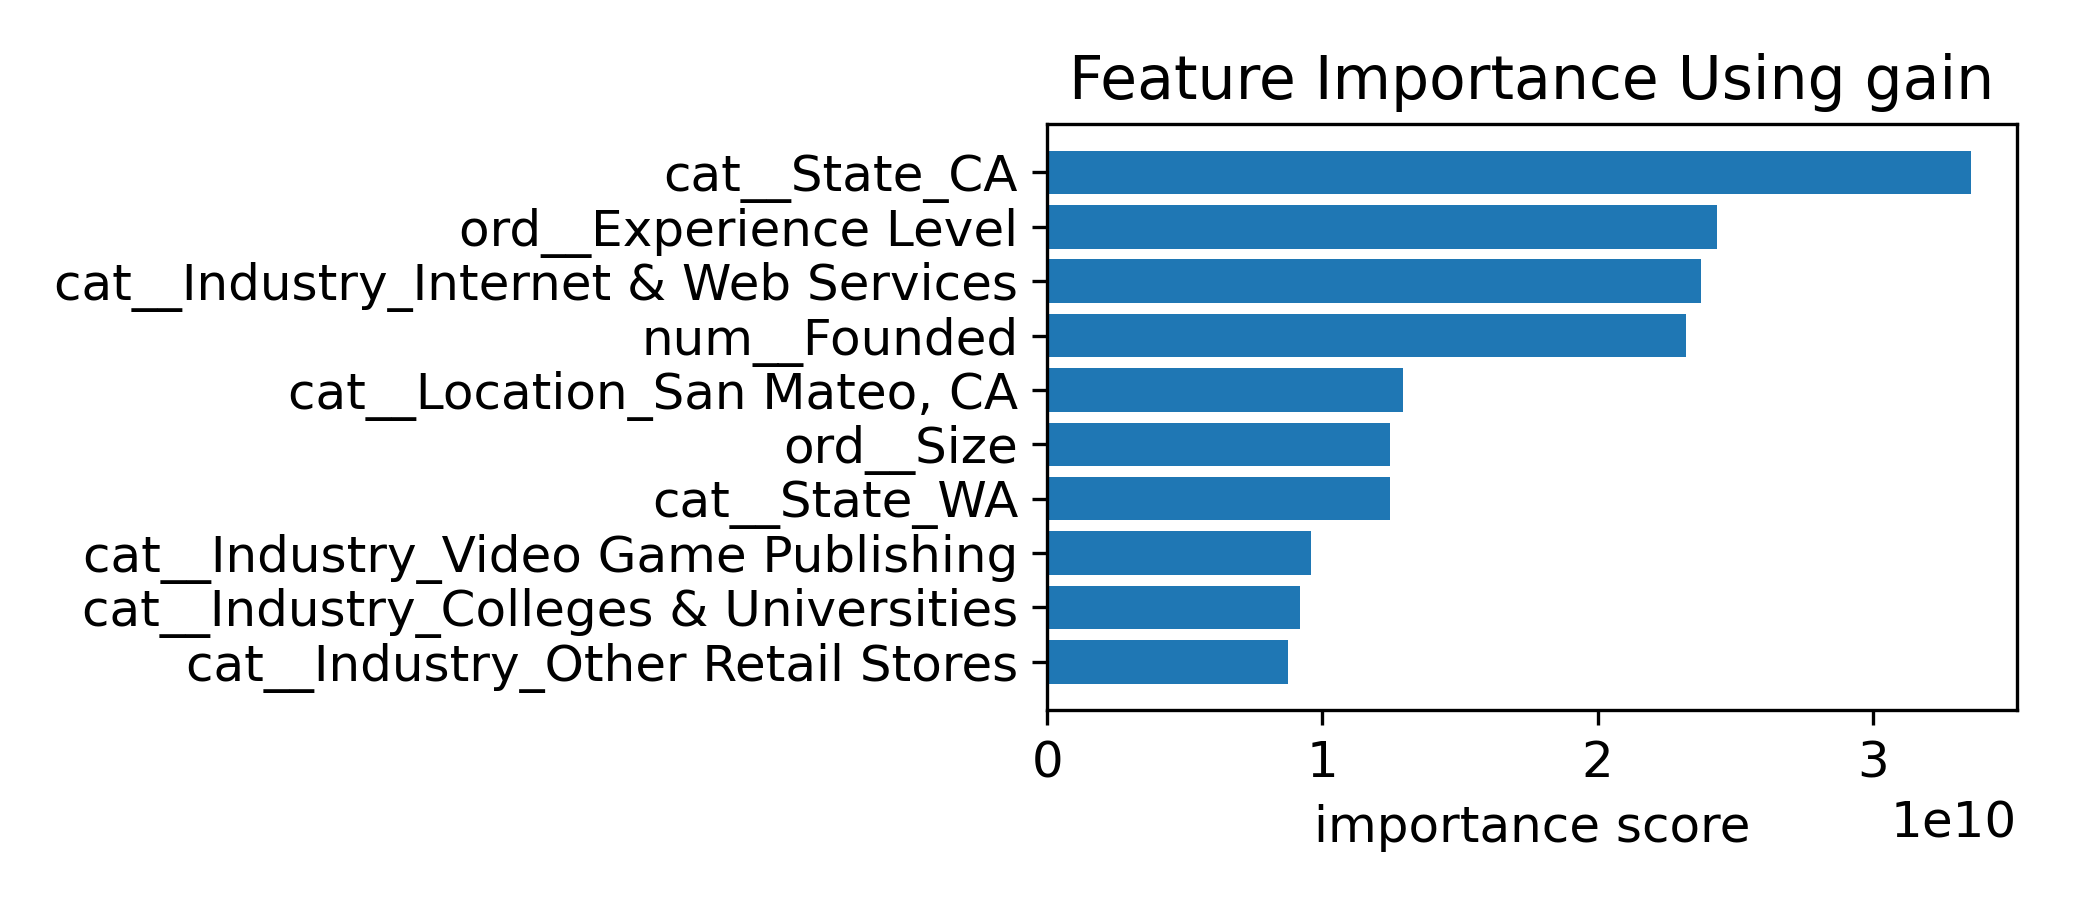 Feature Importance Using gain
cat__State_CA
ord__Experience Level
cat__Industry_Internet & Web Services
num__Founded
cat__Location_San Mateo, CA
ord__Size
cat__State_WA
cat__Industry_Video Game Publishing
cat__Industry_Colleges & Universities
cat__Industry_Other Retail Stores
0 1 2 3
importance score
1e10